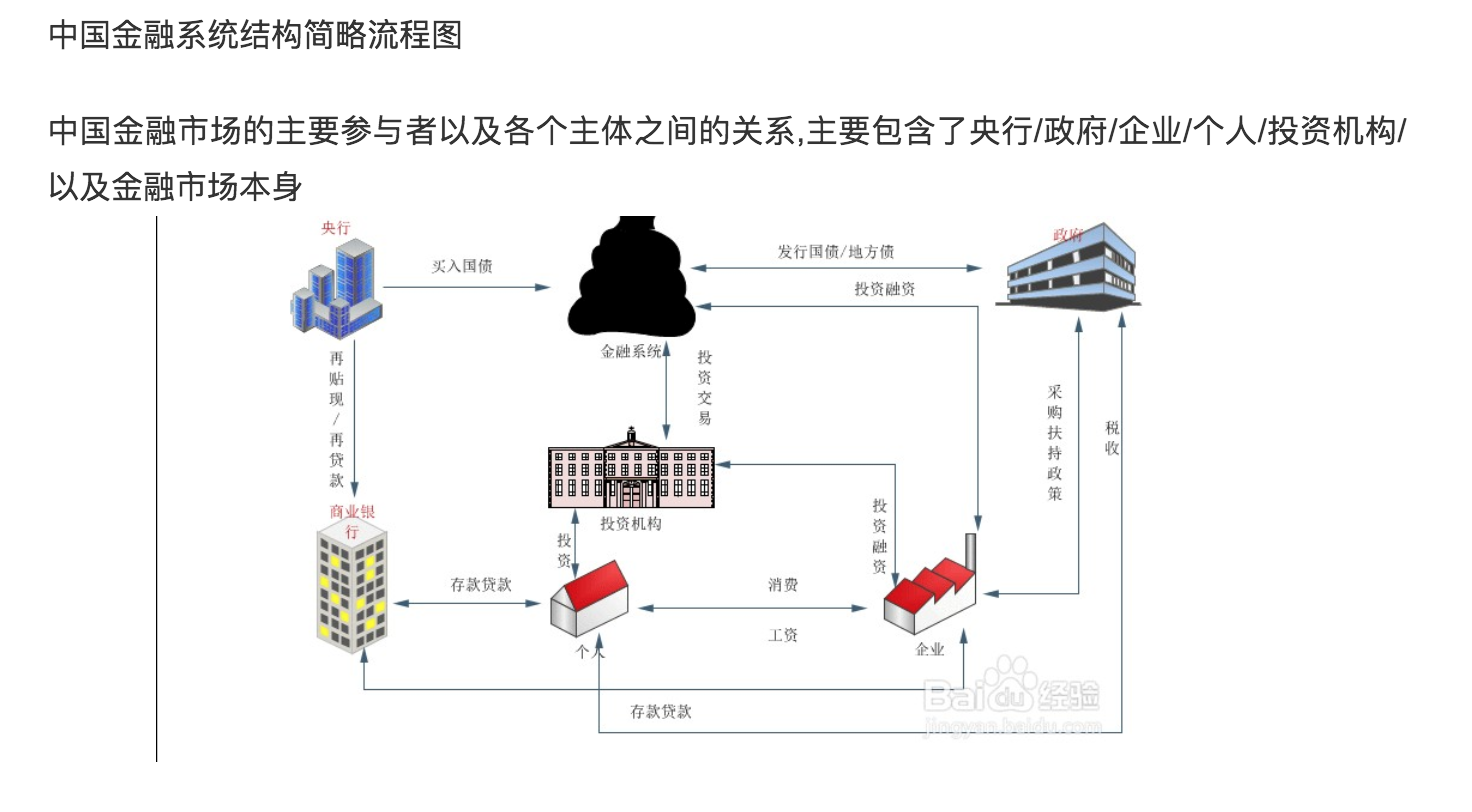 中国金融系统结构简略流程图
中国金融市场的主要参与者以及各个主体之间的关系,主要包含了央行/政府/企业/个人/投资机构/
以及金融市场本身
央行
买入国债
发行国债/地方债
政府
投资融资
金融系统
投资交易
再贴现/再贷款
采购扶持政策
税收
商业银
行
投资机构
投资
投资融资
存款贷款
消费
工资
个人
企业
存款贷款
Baidu经验
jingyan.baidu.com